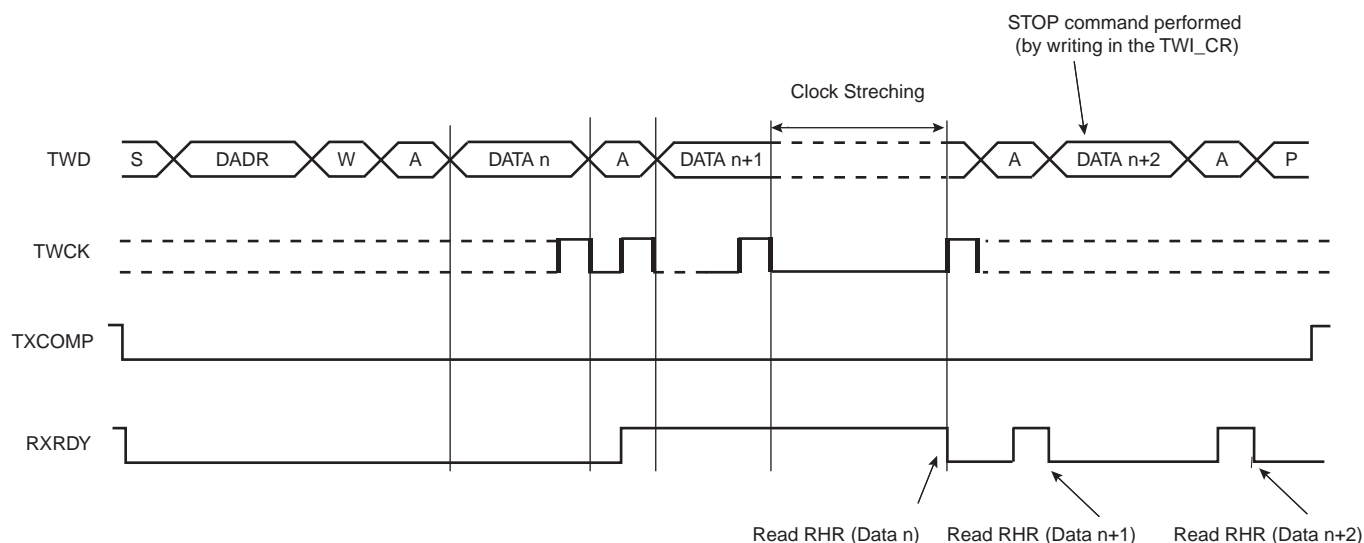 STOP command performed
(by writing in the TWI_CR)
Clock Streching
TWD S DADR W A DATA n A DATA n+1 A DATA n+2 A P
TWCK
TXCOMP
RXRDY
Read RHR (Data n) Read RHR (Data n+1) Read RHR (Data n+2)